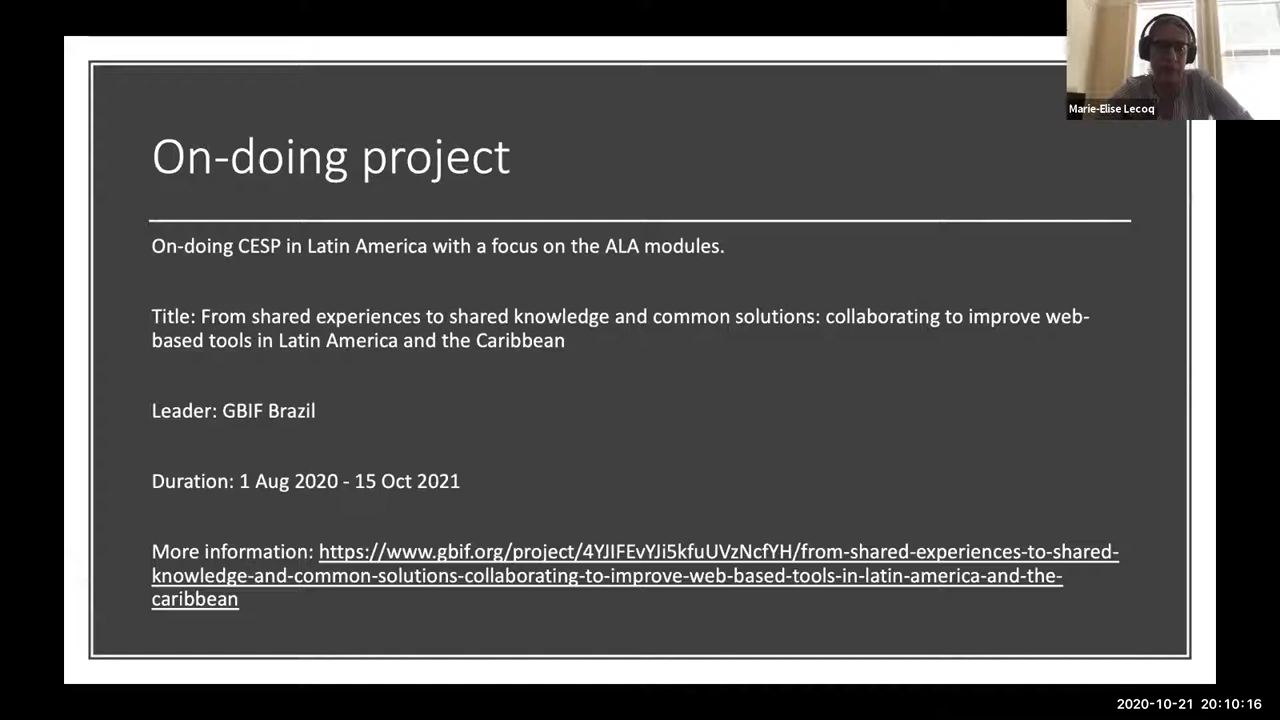 Marie-Elise Lecoq
On-doing project
On-doing CESP in Latin America with a focus on the ALA modules.
Title: From shared experiences to shared knowledge and common solutions: collaborating to improve web-
based tools in Latin America and the Caribbean
Leader: GBIF Brazil
Duration: 1 Aug 2020 - 15 Oct 2021
More information: https://www.gbif.org/project/4YJIFEvYJi5kfuUVzNcfYH/from-shared-experiences-to-shared-
knowledge-and-common-solutions-collaborating-to-improve-web-based-tools-in-latin-america-and-the-
caribbean
2020-10-21 20:10:16